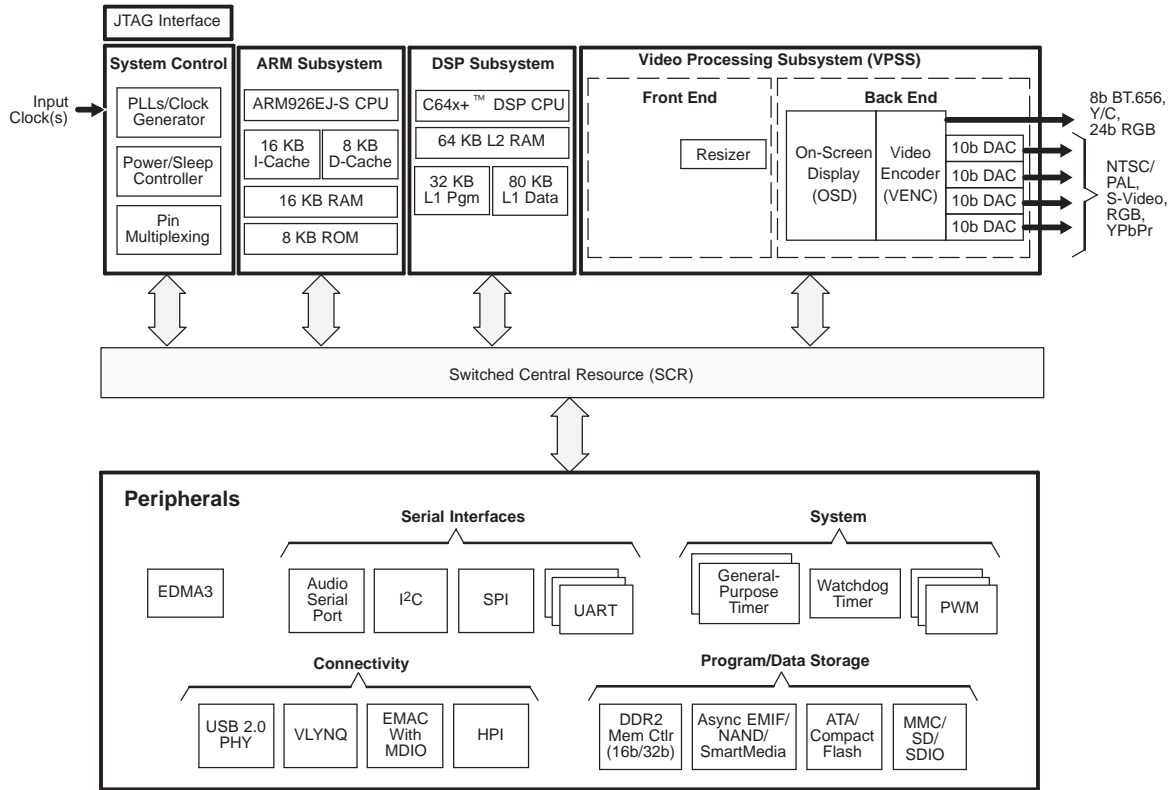 JTAG Interface
System Control
Input
Clock(s)
PLLs/Clock
Generator
Power/Sleep
Controller
Pin
Multiplexing
ARM Subsystem
ARM926EJ-S CPU
16 KB
I-Cache
8 KB
D-Cache
16 KB RAM
8 KB ROM
DSP Subsystem
C64x+™ DSP CPU
64 KB L2 RAM
32 KB
L1 Pgm
80 KB
L1 Data
Video Processing Subsystem (VPSS)
Front End
Resizer
Back End
On-Screen
Display
(OSD)
Video
Encoder
(VENC)
10b DAC
10b DAC
10b DAC
10b DAC
8b BT.656,
Y/C,
24b RGB
NTSC/
PAL,
S-Video,
RGB,
YPbPr
Switched Central Resource (SCR)
Peripherals
EDMA3
Serial Interfaces
Audio
Serial
Port
I²C
SPI
UART
System
General-
Purpose
Timer
Watchdog
Timer
PWM
Connectivity
USB 2.0
PHY
VLYNQ
EMAC
With
MDIO
HPI
Program/Data Storage
DDR2
Mem Ctlr
(16b/32b)
Async EMIF/
NAND/
SmartMedia
ATA/
Compact
Flash
MMC/
SD/
SDIO